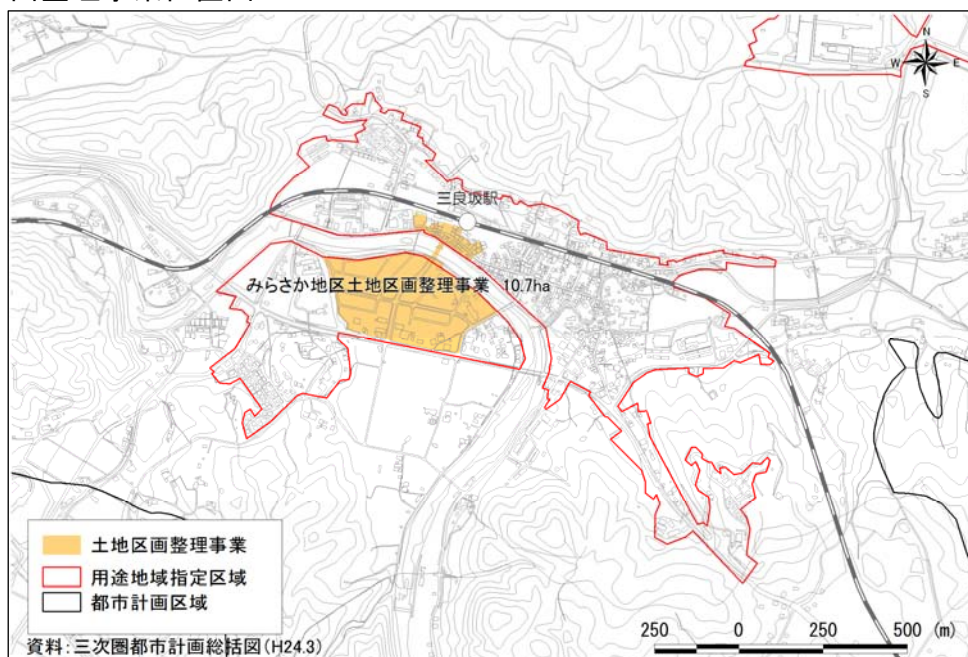 N
W E
S
三良坂駅
みらさか地区土地区画整理事業 10.7ha
土地区画整理事業
用途地域指定区域
都市計画区域
資料:三次圏都市計画総括図(H24.3)
250 0 250 500 (m)